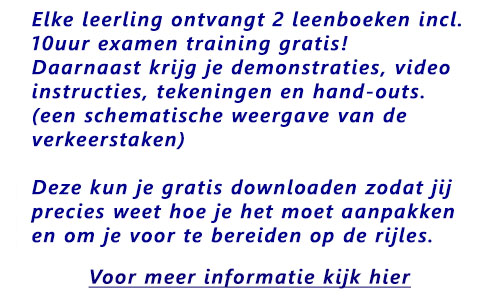 Elke leerling ontvangt 2 leenboeken incl.
10uur examen training gratis!
Daarnaast krijg je demonstraties, video
instructies, tekeningen en hand-outs.
(een schematische weergave van de
verkeerstaken)
Deze kun je gratis downloaden zodat jij
precies weet hoe je het moet aanpakken
en om je voor te bereiden op de rijles.
Voor meer informatie kijk hier